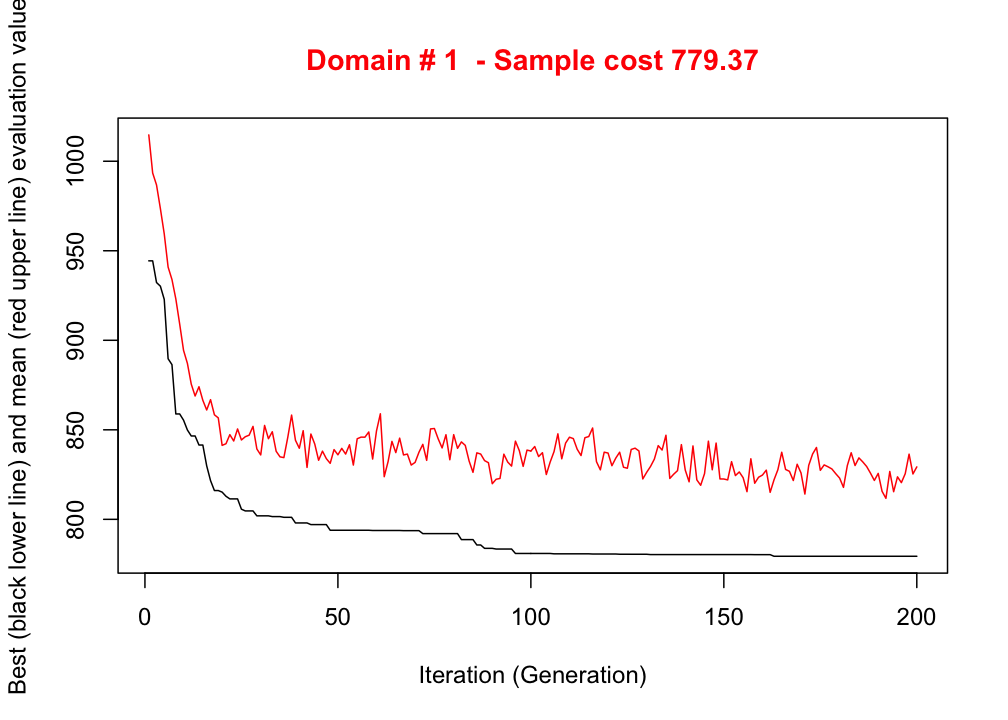 Domain # 1  - Sample cost 779.37
Best (black lower line) and mean (red upper line) evaluation value
1000
950
900
850
800
0 50 100 150 200
Iteration (Generation)